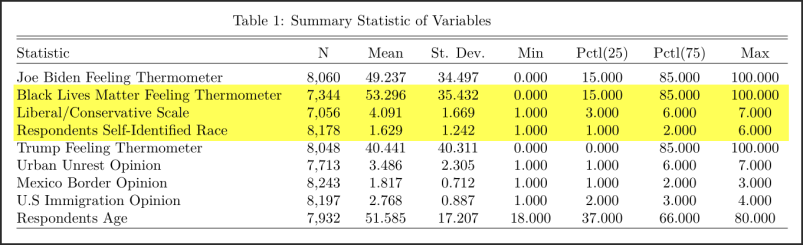 Table 1: Summary Statistic of Variables
Statistic N Mean St. Dev. Min Pctl(25) Pctl(75) Max
Joe Biden Feeling Thermometer 8,060 49.237 34.497 0.000 15.000 85.000 100.000
Black Lives Matter Feeling Thermometer 7,344 53.296 35.432 0.000 15.000 85.000 100.000
Liberal/Conservative Scale 7,056 4.091 1.669 1.000 3.000 6.000 7.000
Respondents Self-Identified Race 8,178 1.629 1.242 1.000 1.000 2.000 6.000
Trump Feeling Thermometer 8,048 40.441 40.311 0.000 0.000 85.000 100.000
Urban Unrest Opinion 7,713 3.486 2.305 1.000 1.000 6.000 7.000
Mexico Border Opinion 8,243 1.817 0.712 1.000 1.000 2.000 3.000
U.S Immigration Opinion 8,197 2.768 0.887 1.000 2.000 3.000 4.000
Respondents Age 7,932 51.585 17.207 18.000 37.000 66.000 80.000